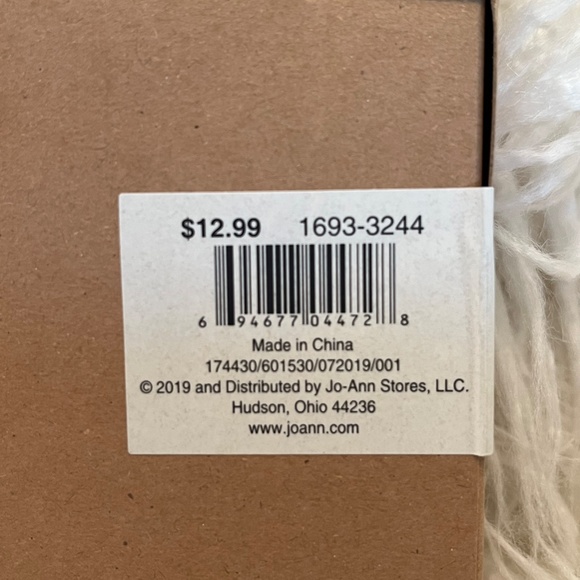 $12.99 1693-3244
6 94677 04472 8
Made in China
174430/601530/072019/001
© 2019 and Distributed by Jo-Ann Stores, LLC.
Hudson, Ohio 44236
www.joann.com